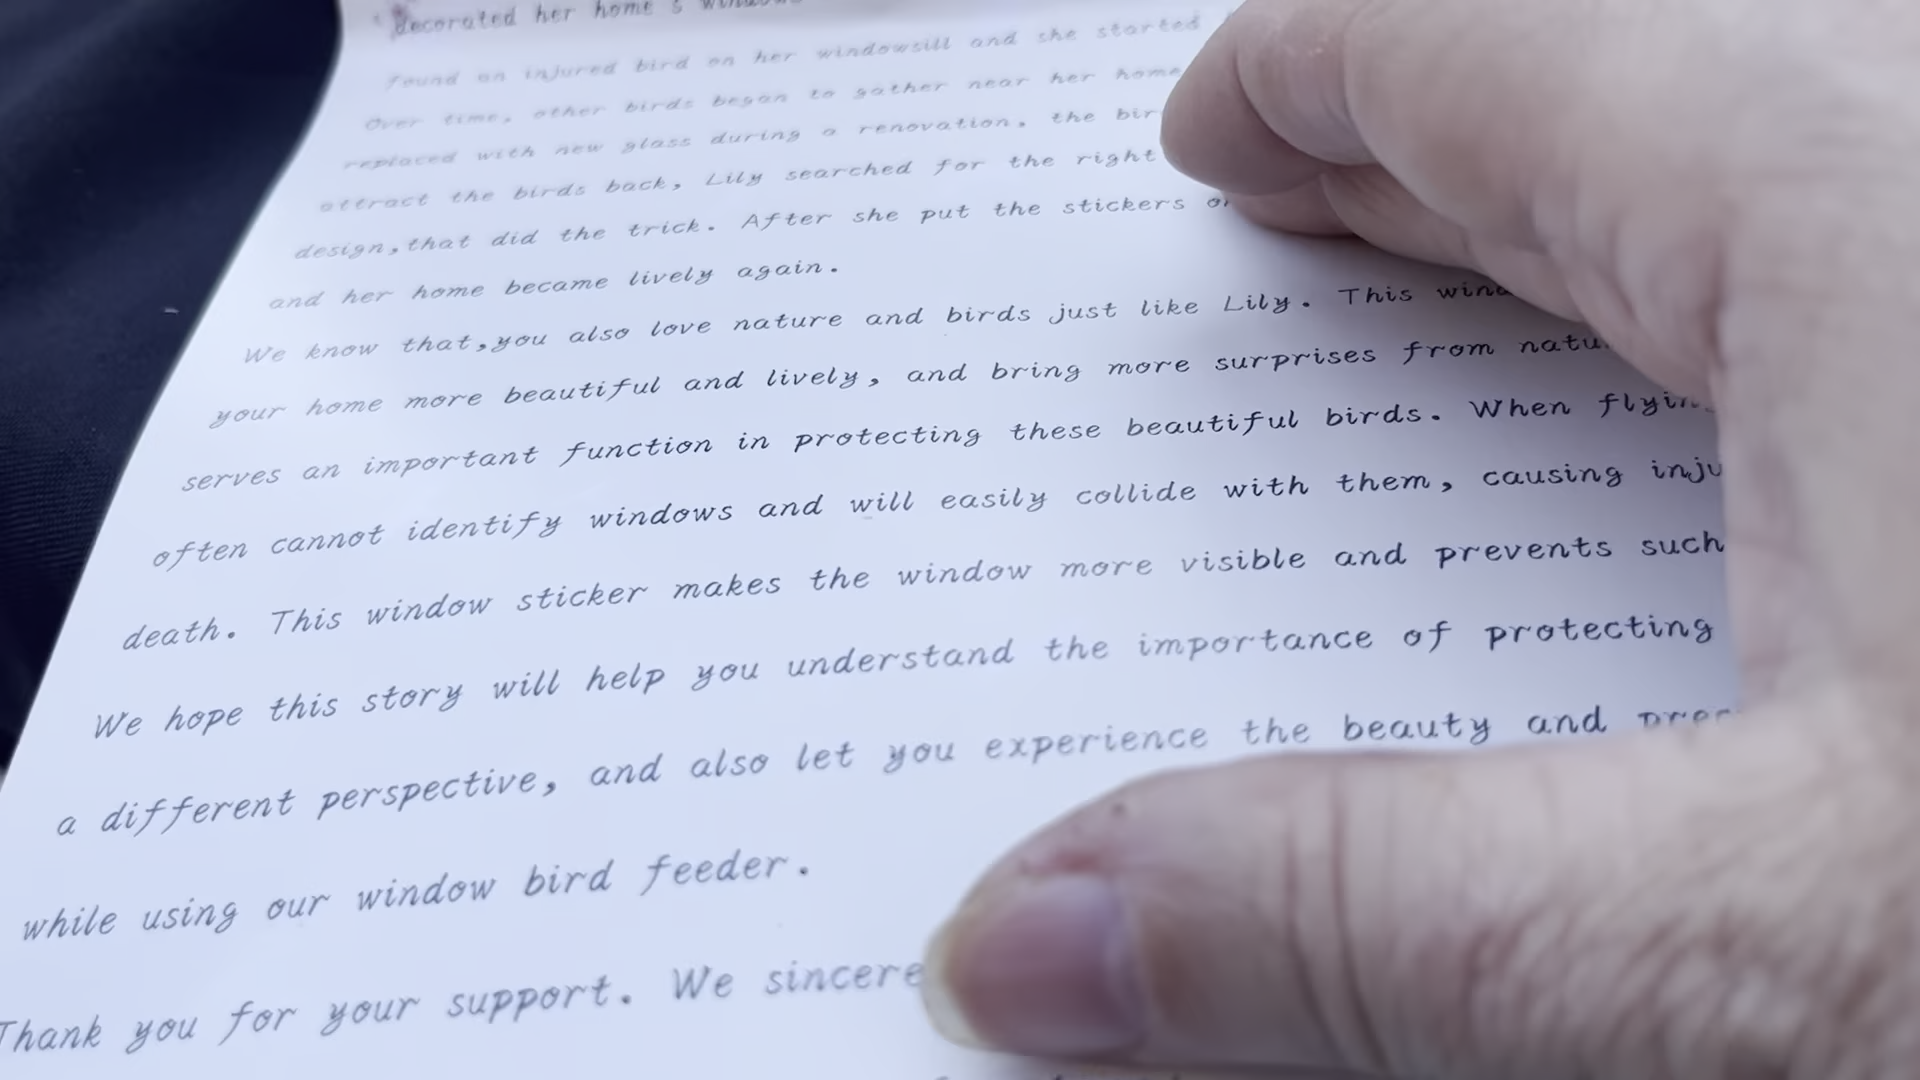 decorated her home s
found an injured bird on her windowsill and she started
Over time, other birds began to gather near her home
replaced with new glass during a renovation, the
attract the birds back, Lily searched for the right
design,that did the trick. After she put the stickers
and her home became lively again.
We know that,you also love nature and birds just like Lily. This
your home more beautiful and lively, and bring more surprises from
serves an important function in protecting these beautiful birds. When
often cannot identify windows and will easily collide with them, causing
death. This window sticker makes the window more visible and prevents such
We hope this story will help you understand the importance of protecting
a different perspective, and also let you experience the beauty and
while using our window bird feeder.
Thank you for your support. We